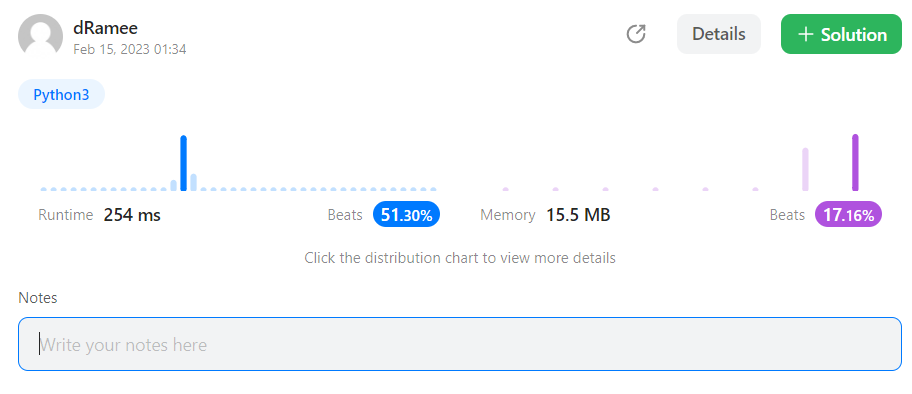 dRamee
Feb 15, 2023 01:34
Details
+ Solution
Python3
Runtime 254 ms Beats 51.30% Memory 15.5 MB Beats 17.16%
Click the distribution chart to view more details
Notes
Write your notes here